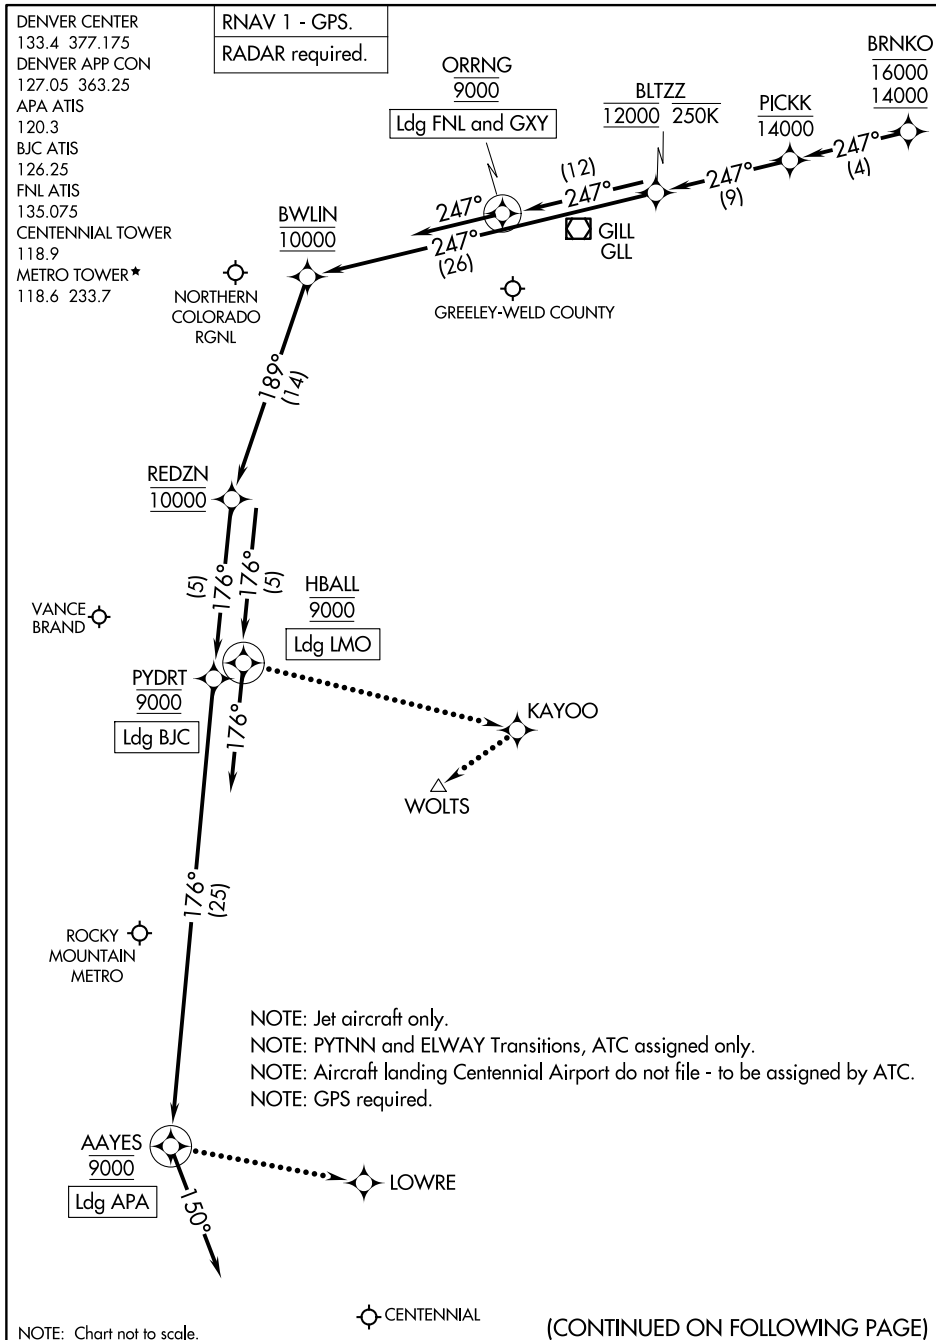 DENVER CENTER
133.4 377.175
DENVER APP CON
127.05 363.25
APA ATIS
120.3
BJC ATIS
126.25
FNL ATIS
135.075
CENTENNIAL TOWER
118.9
METRO TOWER★
118.6 233.7
RNAV 1 - GPS.
RADAR required.
ORRNG
9000
Ldg FNL and GXY
BLTZZ
12000 250K
PICKK
14000
BRNKO
16000
14000
247°
(4)
247°
(9)
(12)
247°
247°
247°
(26)
GILL
GLL
BWLIN
10000
NORTHERN
COLORADO
RGNL
GREELEY-WELD COUNTY
189°
(14)
REDZN
10000
176°
(5)
176°
(5)
VANCE
BRAND
HBALL
9000
Ldg LMO
PYDRT
9000
Ldg BJC
176°
KAYOO
WOLTS
176°
(25)
ROCKY
MOUNTAIN
METRO
NOTE: Jet aircraft only.
NOTE: PYTNN and ELWAY Transitions, ATC assigned only.
NOTE: Aircraft landing Centennial Airport do not file - to be assigned by ATC.
NOTE: GPS required.
AAYES
9000
Ldg APA
LOWRE
150°
CENTENNIAL
NOTE: Chart not to scale.
(CONTINUED ON FOLLOWING PAGE)